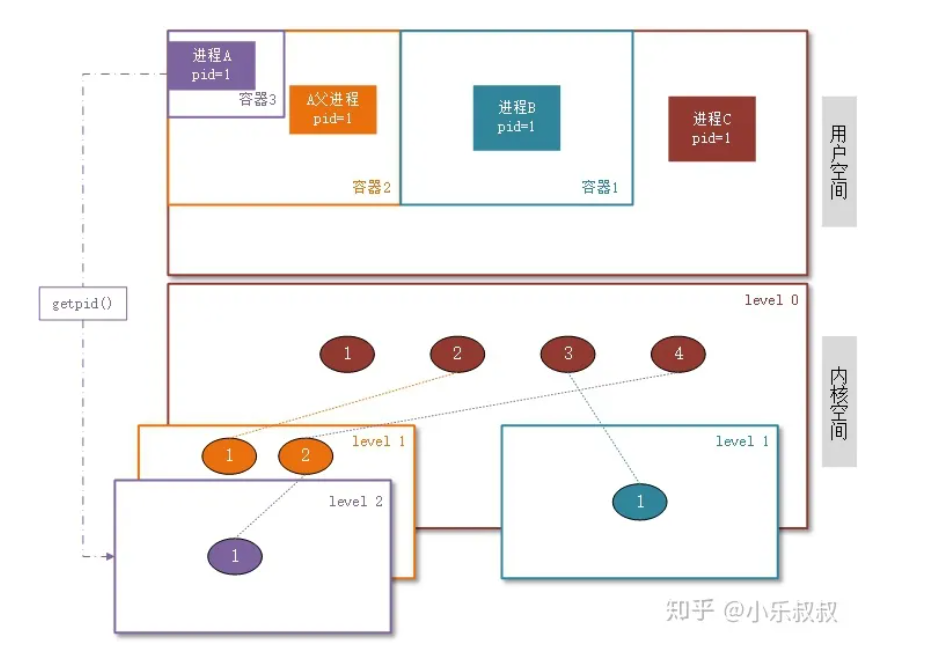 进程A
pid=1
容器3
A父进程
pid=1
容器2
进程B
pid=1
容器1
进程C
pid=1
用户空间
getpid()
level 0
1
2
3
4
内核空间
level 1
1
2
level 2
1
level 1
1
知乎 @小乐叔叔